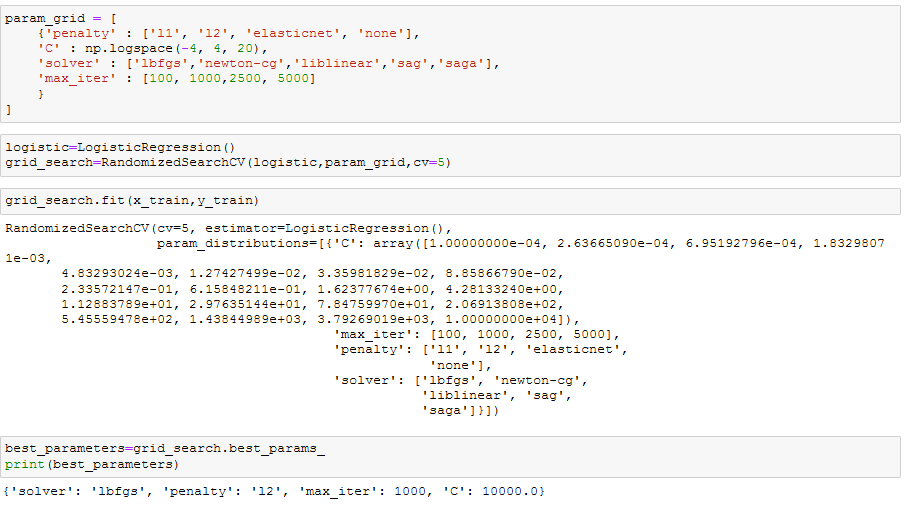 param_grid = [
    {'penalty' : ['l1', 'l2', 'elasticnet', 'none'],
    'C' : np.logspace(-4, 4, 20),
    'solver' : ['lbfgs','newton-cg','liblinear','sag','saga'],
    'max_iter' : [100, 1000,2500, 5000]
    }
]
logistic=LogisticRegression()
grid_search=RandomizedSearchCV(logistic,param_grid,cv=5)
grid_search.fit(x_train,y_train)
RandomizedSearchCV(cv=5, estimator=LogisticRegression(),
                   param_distributions=[{'C': array([1.00000000e-04, 2.63665090e-04, 6.95192796e-04, 1.8329807
1e-03,
       4.83293024e-03, 1.27427499e-02, 3.35981829e-02, 8.85866790e-02,
       2.33572147e-01, 6.15848211e-01, 1.62377674e+00, 4.28133240e+00,
       1.12883789e+01, 2.97635144e+01, 7.84759970e+01, 2.06913808e+02,
       5.45559478e+02, 1.43844989e+03, 3.79269019e+03, 1.00000000e+04]),
                                         'max_iter': [100, 1000, 2500, 5000],
                                         'penalty': ['l1', 'l2', 'elasticnet',
                                                     'none'],
                                         'solver': ['lbfgs', 'newton-cg',
                                                    'liblinear', 'sag',
                                                    'saga']}])
best_parameters=grid_search.best_params_
print(best_parameters)
{'solver': 'lbfgs', 'penalty': 'l2', 'max_iter': 1000, 'C': 10000.0}